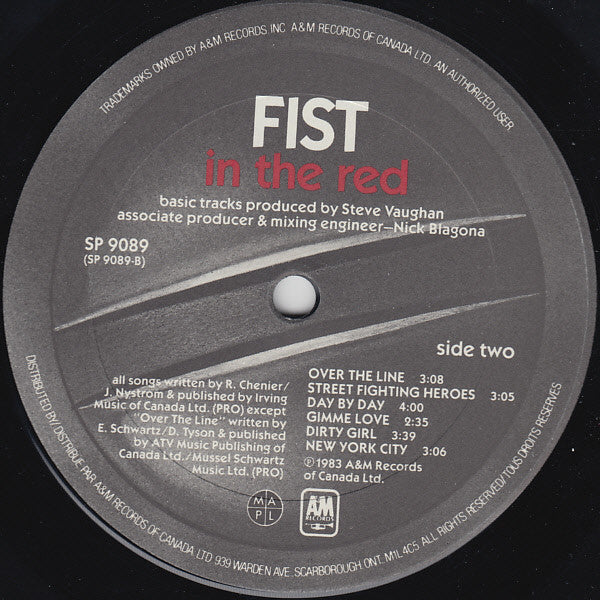 TRADEMARKS OWNED BY A&M RECORDS INC A&M RECORDS OF CANADA LTD. AN AUTHORIZED USER
FIST
in the red
basic tracks produced by Steve Vaughan
associate producer & mixing engineer—Nick Blagona
SP 9089
(SP 9089-B)
side two
all songs written by R. Chenier/
J. Nystrom & published by Irving
Music of Canada Ltd. (PRO) except
"Over The Line" written by
E. Schwartz/D. Tyson & published
by ATV Music Publishing of
Canada Ltd./Mussel Schwartz
Music Ltd. (PRO)
OVER THE LINE 3:08
STREET FIGHTING HEROES 3:05
DAY BY DAY 4:00
GIMME LOVE 2:35
DIRTY GIRL 3:39
NEW YORK CITY 3:06
℗ 1983 A&M Records
of Canada Ltd.
M A
P L
A&M
RECORDS
DISTRIBUTED BY/DISTRIBUE PAR A&M RECORDS OF CANADA LTD 939 WARDEN AVE. SCARBOROUGH ONT. M1L 4C5 ALL RIGHTS RESERVED/TOUS DROITS RESERVES